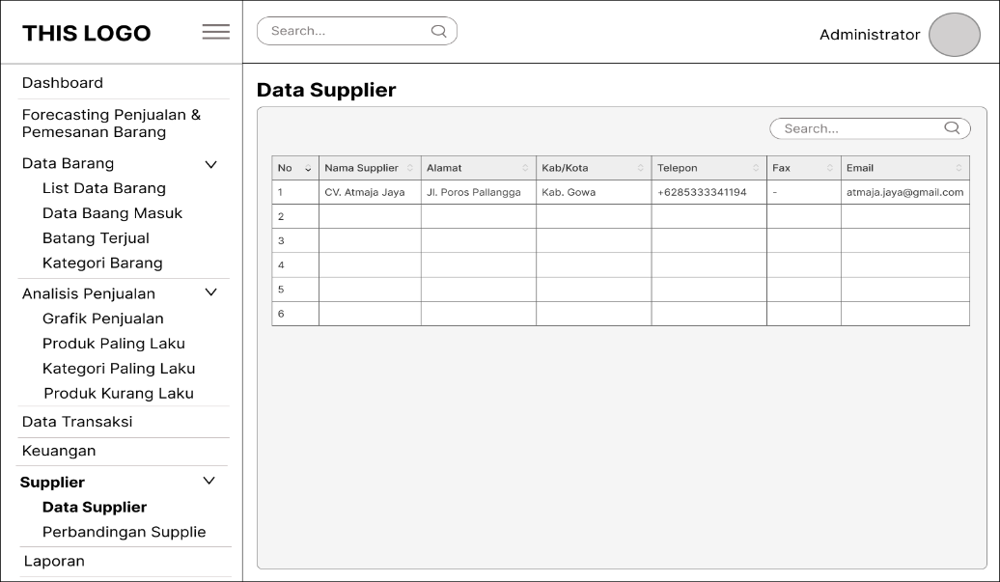 THIS LOGO
Search...
Administrator
Dashboard
Forecasting Penjualan &
Pemesanan Barang
Data Barang
List Data Barang
Data Baang Masuk
Batang Terjual
Kategori Barang
Analisis Penjualan
Grafik Penjualan
Produk Paling Laku
Kategori Paling Laku
Produk Kurang Laku
Data Transaksi
Keuangan
Supplier
Data Supplier
Perbandingan Supplie
Laporan
Data Supplier
Search...
No Nama Supplier Alamat Kab/Kota Telepon Fax Email
1 CV. Atmaja Jaya Jl. Poros Pallangga Kab. Gowa +6285333341194 - atmaja.jaya@gmail.com
2
3
4
5
6